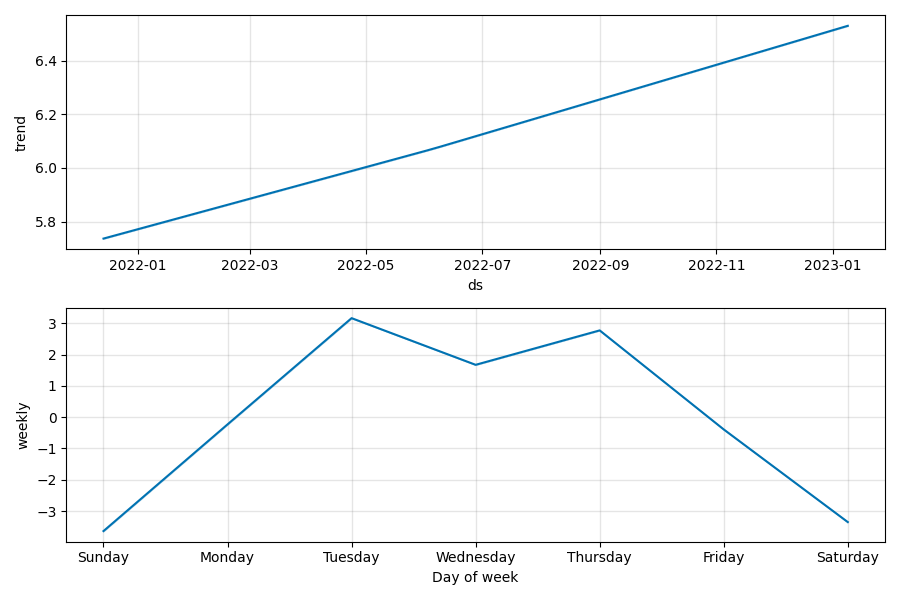 trend
6.4
6.2
6.0
5.8
2022-01 2022-03 2022-05 2022-07 2022-09 2022-11 2023-01
ds
weekly
3
2
1
0
−1
−2
−3
Sunday Monday Tuesday Wednesday Thursday Friday Saturday
Day of week